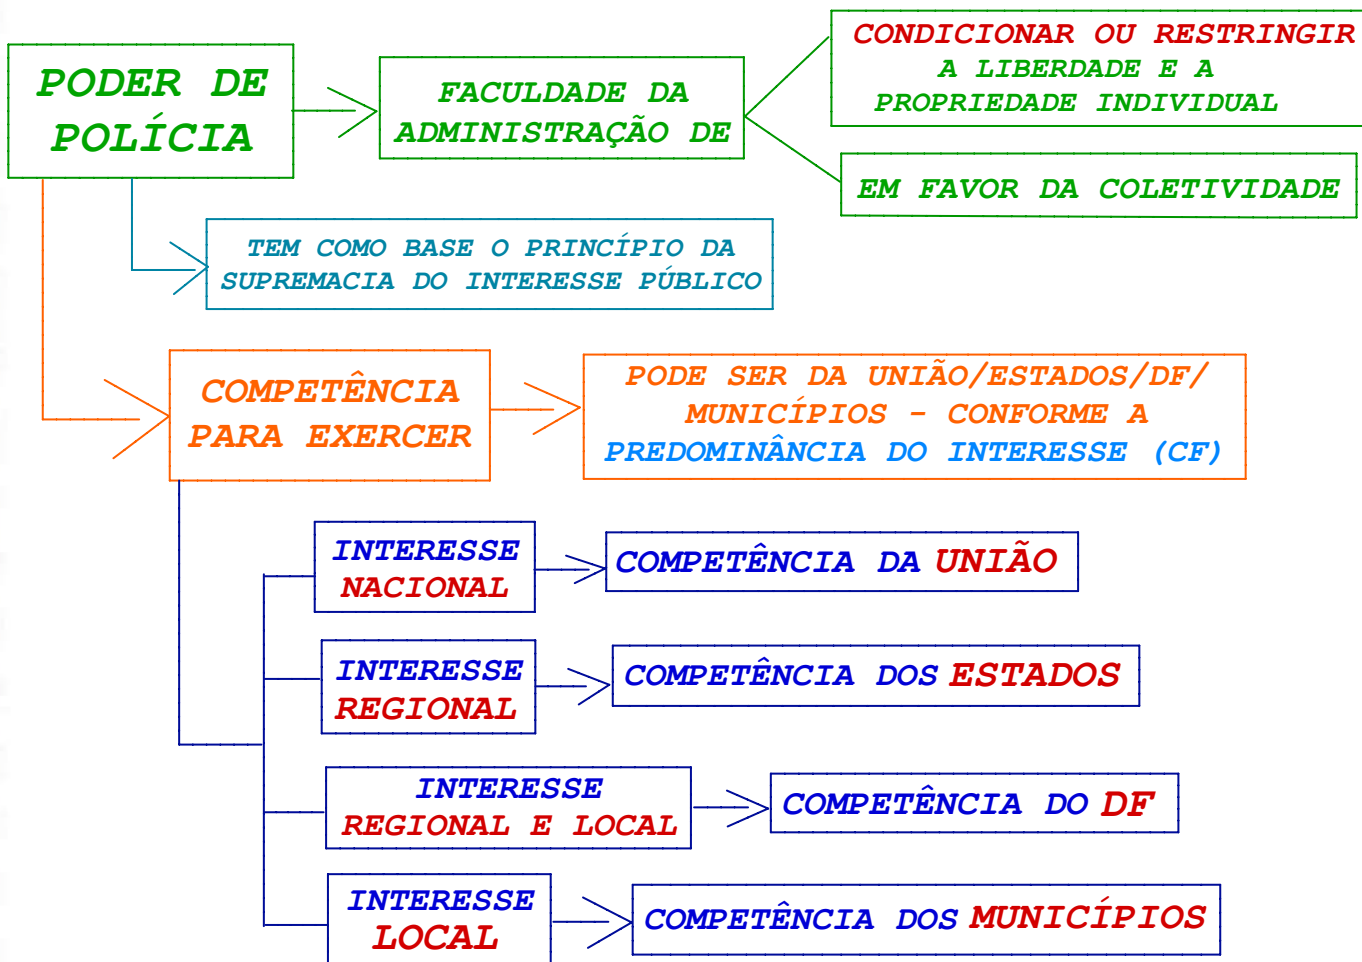 PODER DE
POLÍCIA
FACULDADE DA
ADMINISTRAÇÃO DE
CONDICIONAR OU RESTRINGIR
A LIBERDADE E A
PROPRIEDADE INDIVIDUAL
EM FAVOR DA COLETIVIDADE
TEM COMO BASE O PRINCÍPIO DA
SUPREMACIA DO INTERESSE PÚBLICO
COMPETÊNCIA
PARA EXERCER
PODE SER DA UNIÃO/ESTADOS/DF/
MUNICÍPIOS - CONFORME A
PREDOMINÂNCIA DO INTERESSE (CF)
INTERESSE
NACIONAL
COMPETÊNCIA DA UNIÃO
INTERESSE
REGIONAL
COMPETÊNCIA DOS ESTADOS
INTERESSE
REGIONAL E LOCAL
COMPETÊNCIA DO DF
INTERESSE
LOCAL
COMPETÊNCIA DOS MUNICÍPIOS